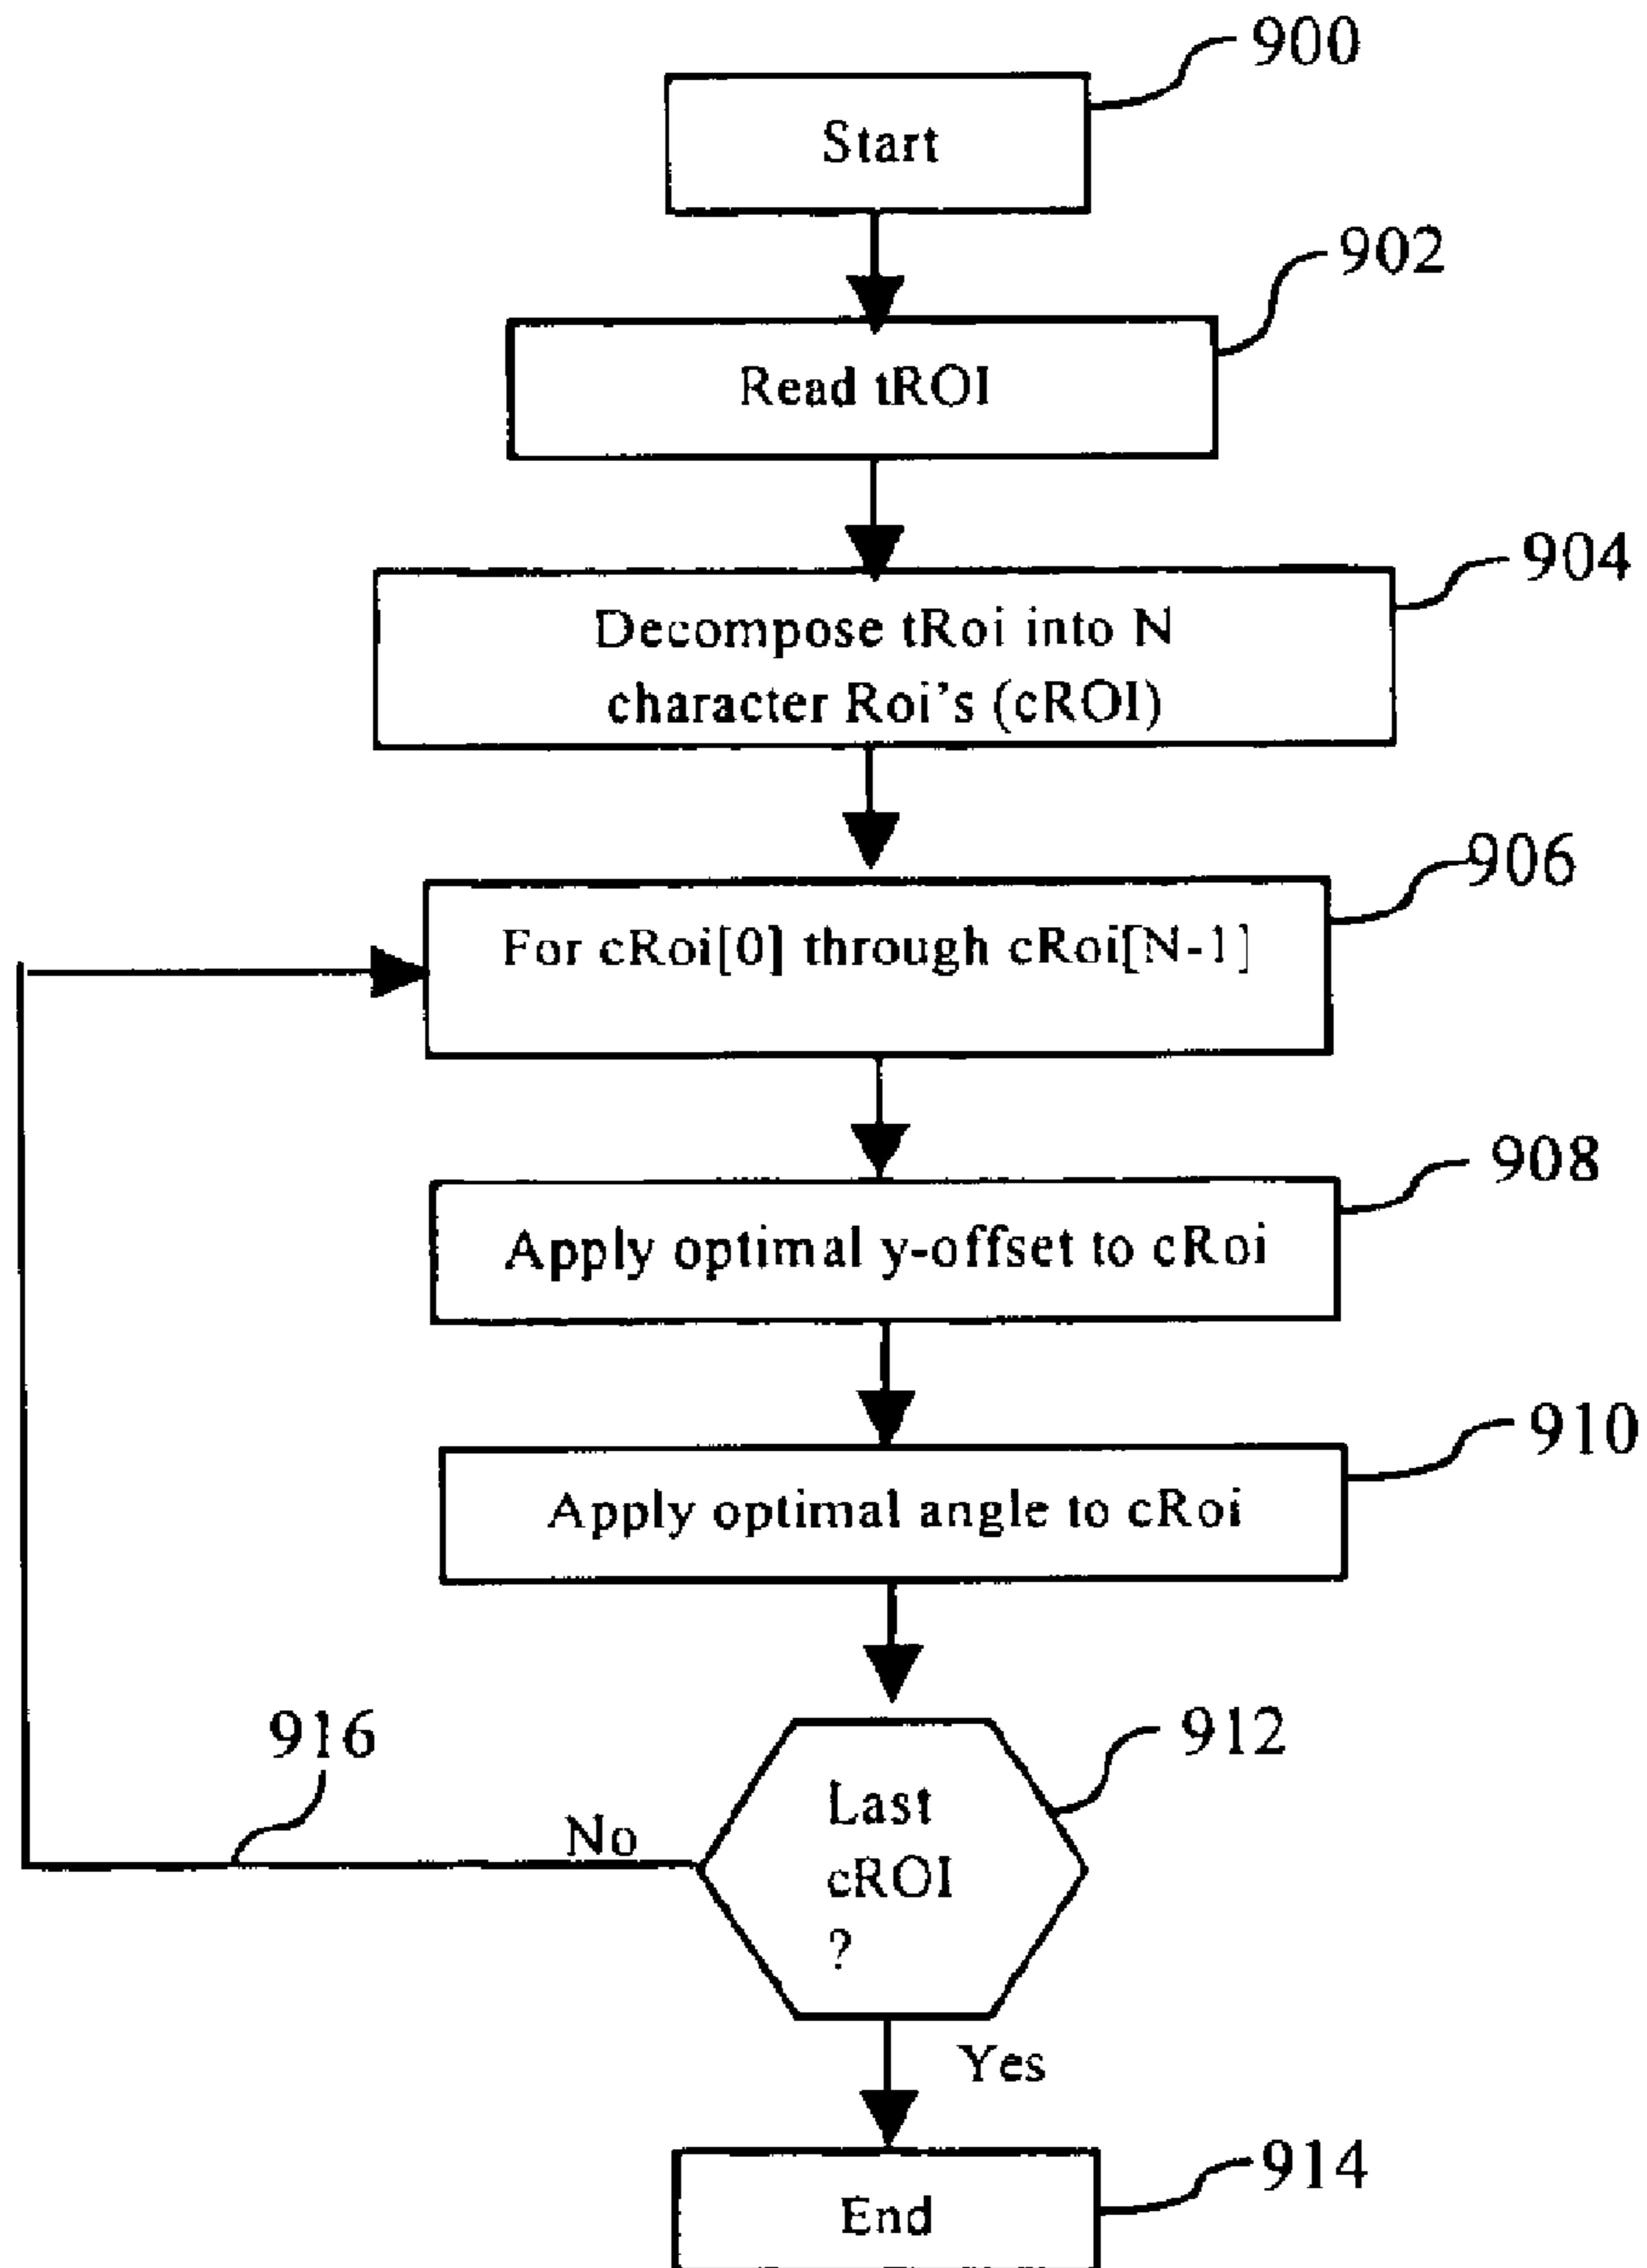 900
Start
902
Read tROI
904
Decompose tRoi into N
character Roi's (cROI)
906
For cRoi[0] through cRoi[N-1]
908
Apply optimal y-offset to cRoi
910
Apply optimal angle to cRoi
916
912
No
Last
cROI
?
Yes
914
End